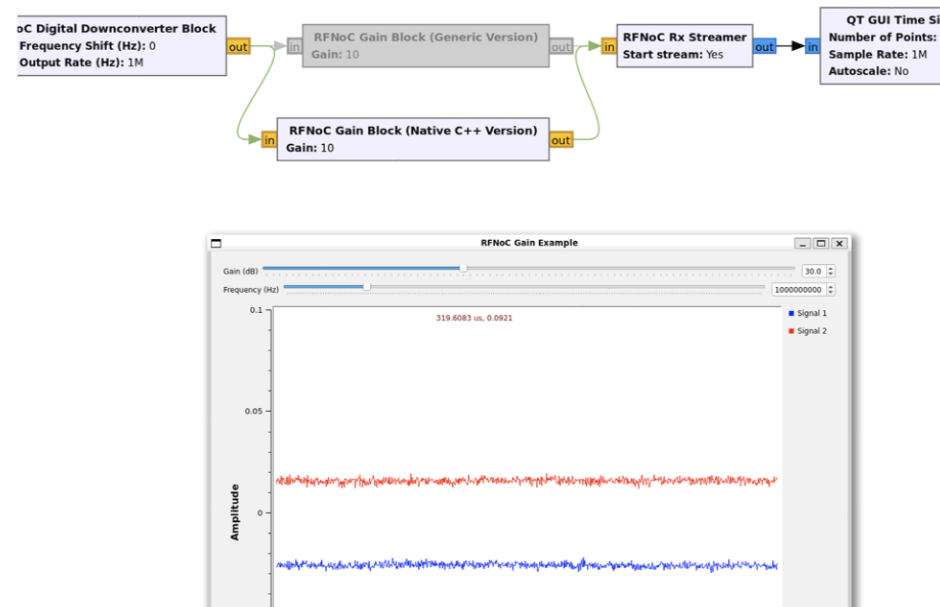 oC Digital Downconverter Block
Frequency Shift (Hz): 0
Output Rate (Hz): 1M
out
in
RFNoC Gain Block (Generic Version)
Gain: 10
out
in
RFNoC Rx Streamer
Start stream: Yes
out
in
QT GUI Time Si
Number of Points:
Sample Rate: 1M
Autoscale: No
in
RFNoC Gain Block (Native C++ Version)
Gain: 10
out
RFNoC Gain Example
Gain (dB)
30.0
Frequency (Hz)
1000000000
0.1
319.6083 us, 0.0921
Signal 1
Signal 2
0.05
Amplitude
0